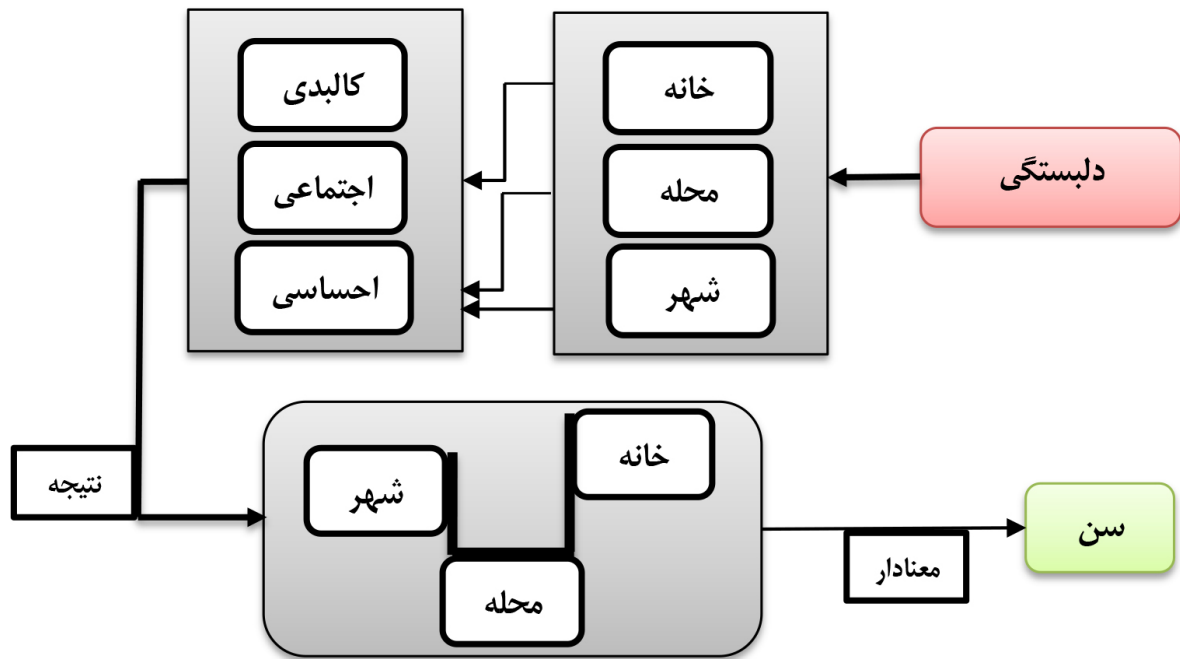 دلبستگی
خانه
محله
شهر
کالبدی
اجتماعی
احساسی
نتیجه
خانه
شهر
محله
معنادار
سن